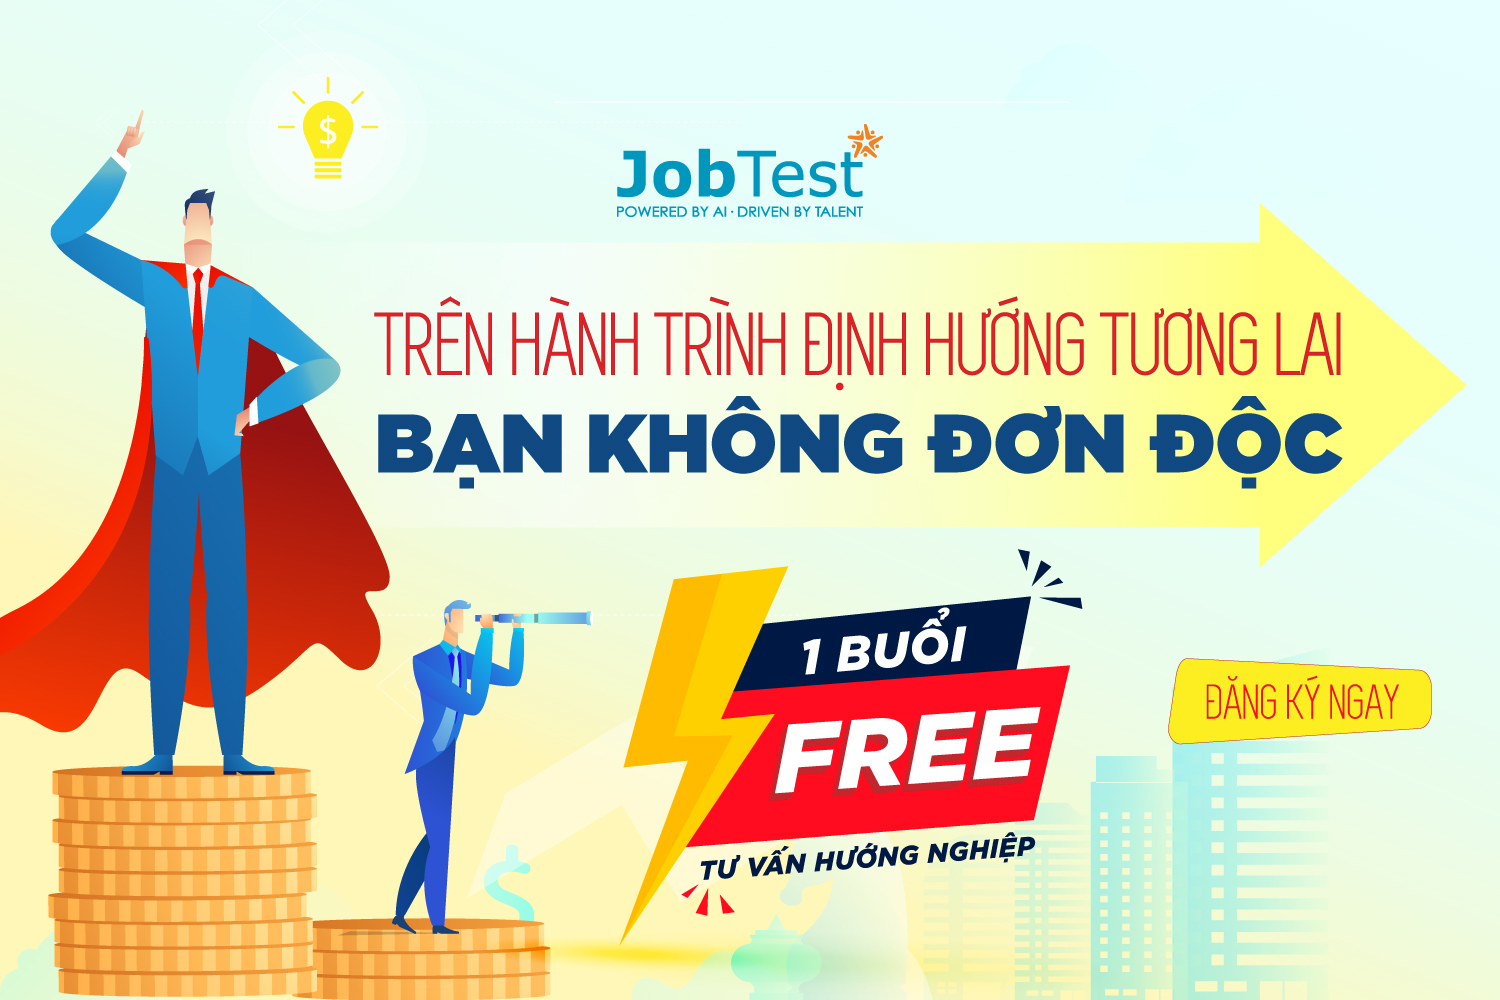 $
JobTest
POWERED BY AI · DRIVEN BY TALENT
TRÊN HÀNH TRÌNH ĐỊNH HƯỚNG TƯƠNG LAI
BẠN KHÔNG ĐƠN ĐỘC
1 BUỔI
FREE
TƯ VẤN HƯỚNG NGHIỆP
ĐĂNG KÝ NGAY
$